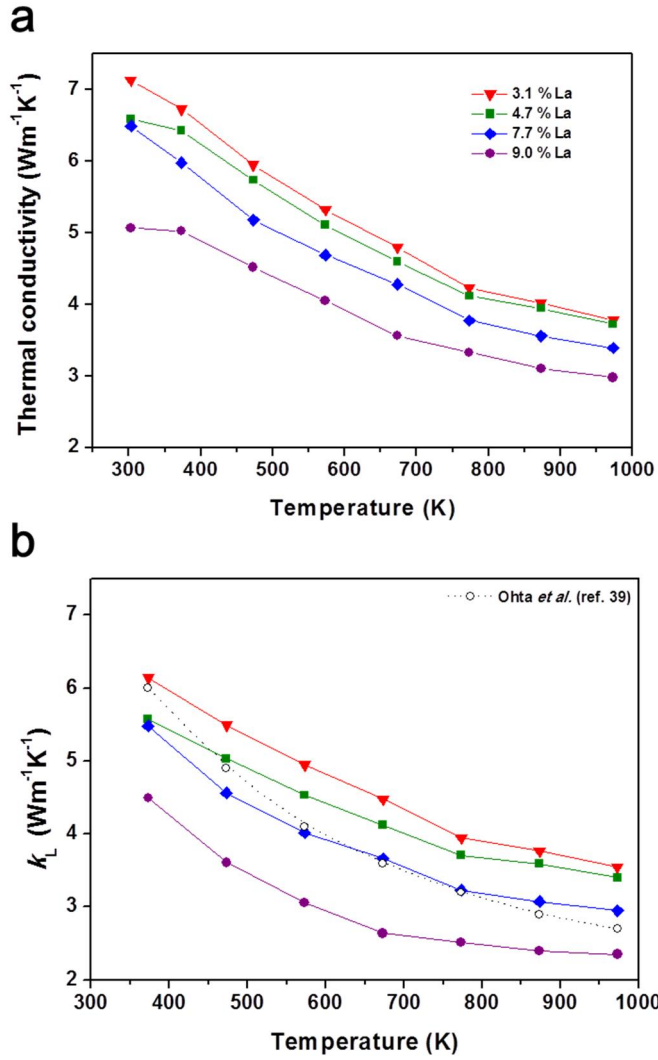 a
Thermal conductivity (Wm⁻¹K⁻¹)
7
6
5
4
3
2
3.1 % La
4.7 % La
7.7 % La
9.0 % La
300 400 500 600 700 800 900 1000
Temperature (K)
b
k_L (Wm⁻¹K⁻¹)
7
6
5
4
3
2
Ohta et al. (ref. 39)
300 400 500 600 700 800 900 1000
Temperature (K)